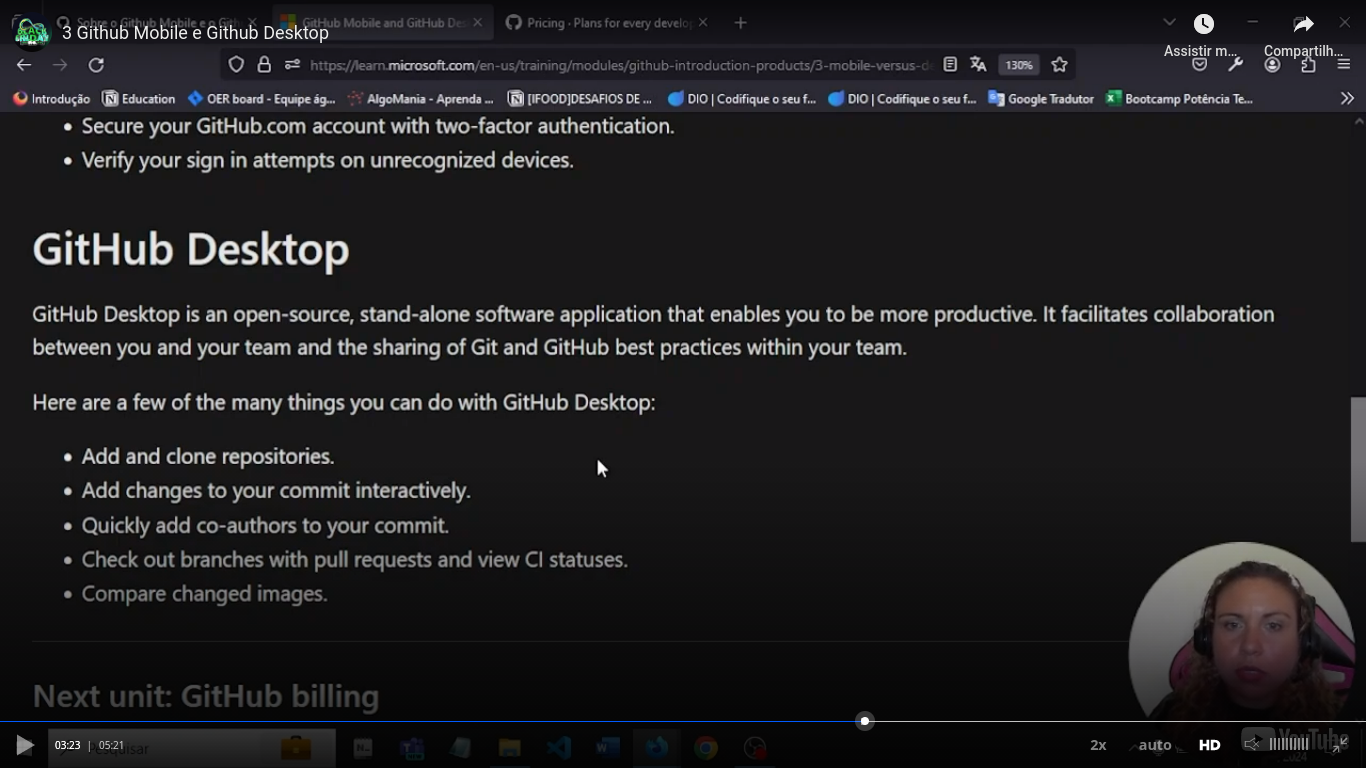 Sobre o Github Mobile e o Gith
GitHub Mobile and GitHub Des
Pricing · Plans for every develo
3 Github Mobile e Github Desktop
Assistir m...
Compartilh...
https://learn.microsoft.com/en-us/training/modules/github-introduction-products/3-mobile-versus-d
130%
Introdução
Education
OER board - Equipe ág...
AlgoMania - Aprenda ...
[IFOOD]DESAFIOS DE ...
DIO | Codifique o seu f...
DIO | Codifique o seu f...
Google Tradutor
Bootcamp Potência Te...
• Secure your GitHub.com account with two-factor authentication.
• Verify your sign in attempts on unrecognized devices.
GitHub Desktop
GitHub Desktop is an open-source, stand-alone software application that enables you to be more productive. It facilitates collaboration
between you and your team and the sharing of Git and GitHub best practices within your team.
Here are a few of the many things you can do with GitHub Desktop:
• Add and clone repositories.
• Add changes to your commit interactively.
• Quickly add co-authors to your commit.
• Check out branches with pull requests and view CI statuses.
• Compare changed images.
Next unit: GitHub billing
03:23 | 05:21
Pesquisar
2x
auto
HD
YouTube